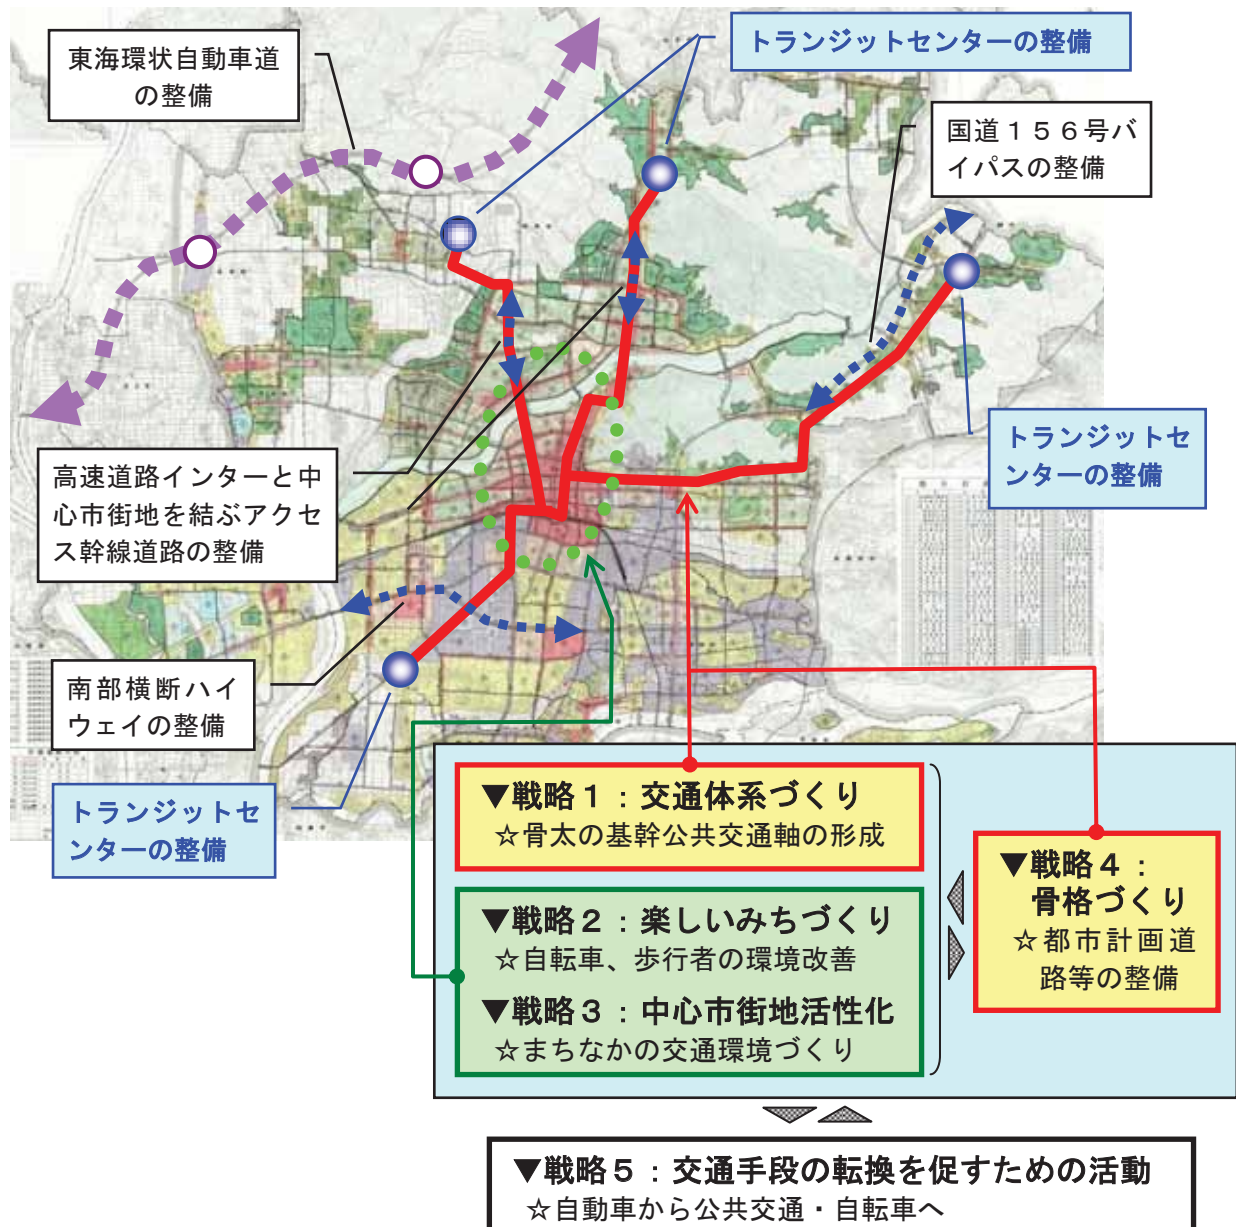 東海環状自動車道
の整備
トランジットセンターの整備
国道１５６号バ
イパスの整備
トランジットセ
ンターの整備
高速道路インターと中
心市街地を結ぶアクセ
ス幹線道路の整備
南部横断ハイ
ウェイの整備
トランジットセ
ンターの整備
▼戦略１：交通体系づくり
☆骨太の基幹公共交通軸の形成
▼戦略２：楽しいみちづくり
☆自転車、歩行者の環境改善
▼戦略３：中心市街地活性化
☆まちなかの交通環境づくり
▼戦略４：
骨格づくり
☆都市計画道
路等の整備
▼戦略５：交通手段の転換を促すための活動
☆自動車から公共交通・自転車へ